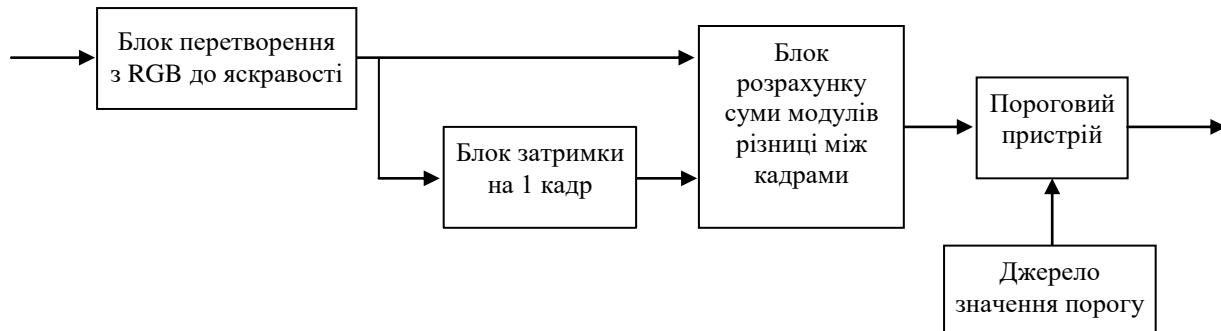 Блок перетворення
з RGB до яскравості
Блок
розрахунку
суми модулів
різниці між
кадрами
Пороговий
пристрій
Блок затримки
на 1 кадр
Джерело
значення порогу